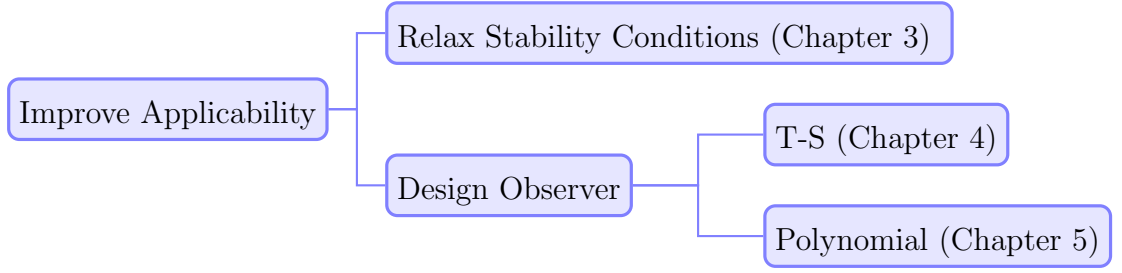 Relax Stability Conditions (Chapter 3)
Improve Applicability
T-S (Chapter 4)
Design Observer
Polynomial (Chapter 5)